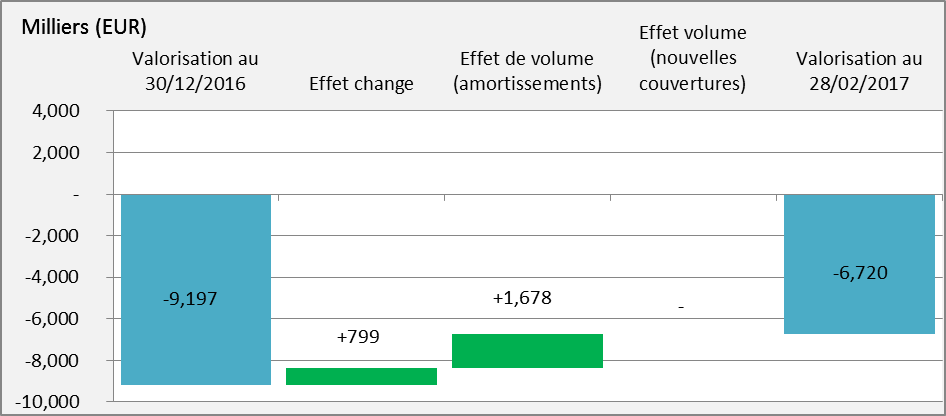 Milliers (EUR)
Valorisation au
30/12/2016
Effet change
Effet de volume
(amortissements)
Effet volume
(nouvelles
couvertures)
Valorisation au
28/02/2017
4,000
2,000
-
-2,000
-4,000
-6,000
-8,000
-10,000
-9,197
+799
+1,678
-
-6,720